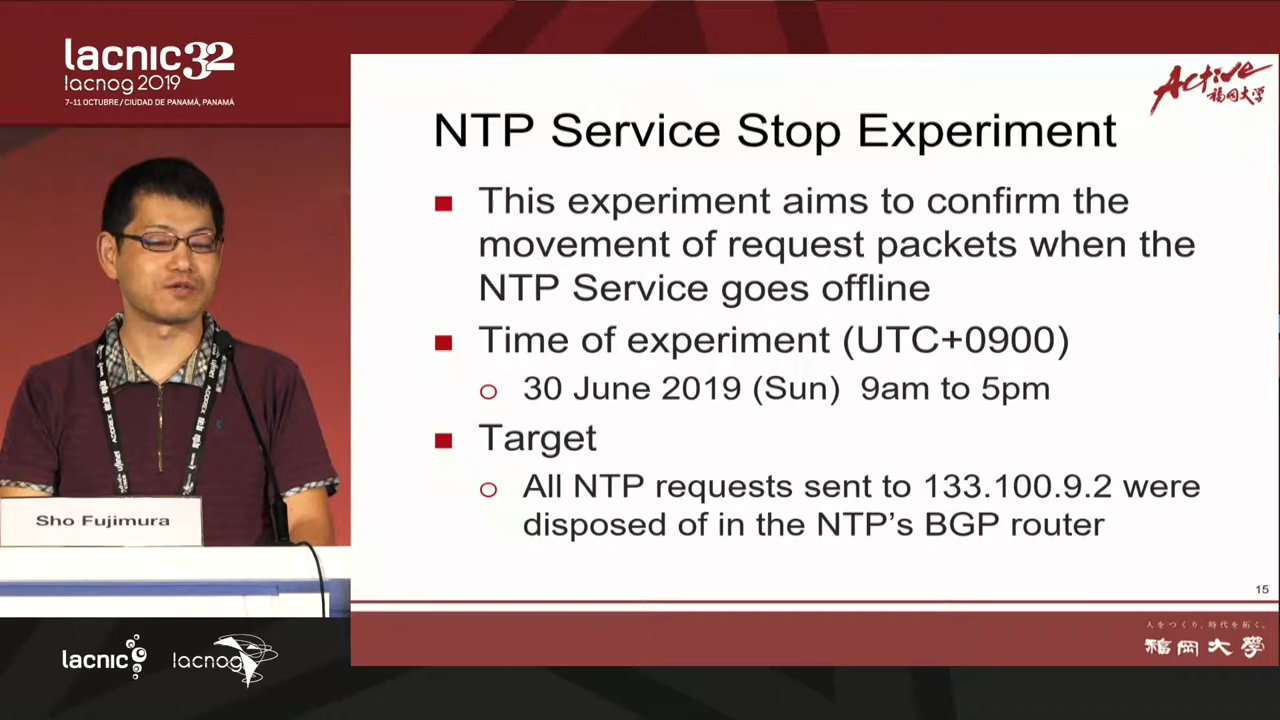 lacnic32
lacnog 2019
7-11 OCTUBRE / CIUDAD DE PANAMÁ, PANAMÁ
Active
福岡大学
NTP Service Stop Experiment
This experiment aims to confirm the
movement of request packets when the
NTP Service goes offline
Time of experiment (UTC+0900)
30 June 2019 (Sun) 9am to 5pm
Target
All NTP requests sent to 133.100.9.2 were
disposed of in the NTP's BGP router
15
Sho Fujimura
人をつくり、時代を拓く。
福岡大學
lacnic
lacnog